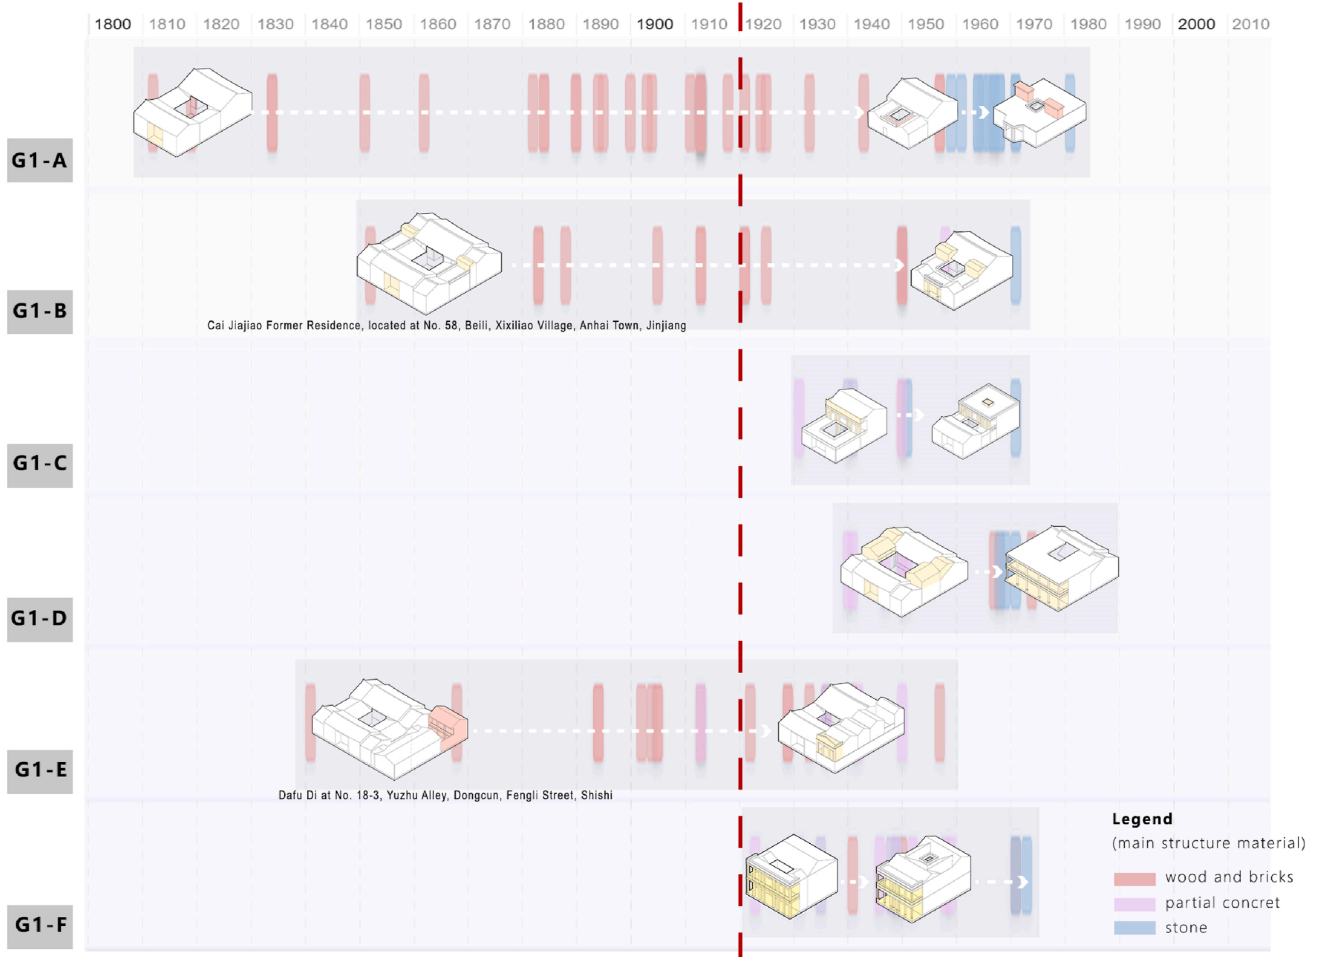 1800 1810 1820 1830 1840 1850 1860 1870 1880 1890 1900 1910 1920 1930 1940 1950 1960 1970 1980 1990 2000 2010
G1-A
G1-B
Cai Jiajiao Former Residence, located at No. 58, Beili, Xixiliao Village, Anhai Town, Jinjiang
G1-C
G1-D
G1-E
Dafu Di at No. 18-3, Yuzhu Alley, Dongcun, Fengli Street, Shishi
G1-F
Legend
(main structure material)
wood and bricks
partial concret
stone